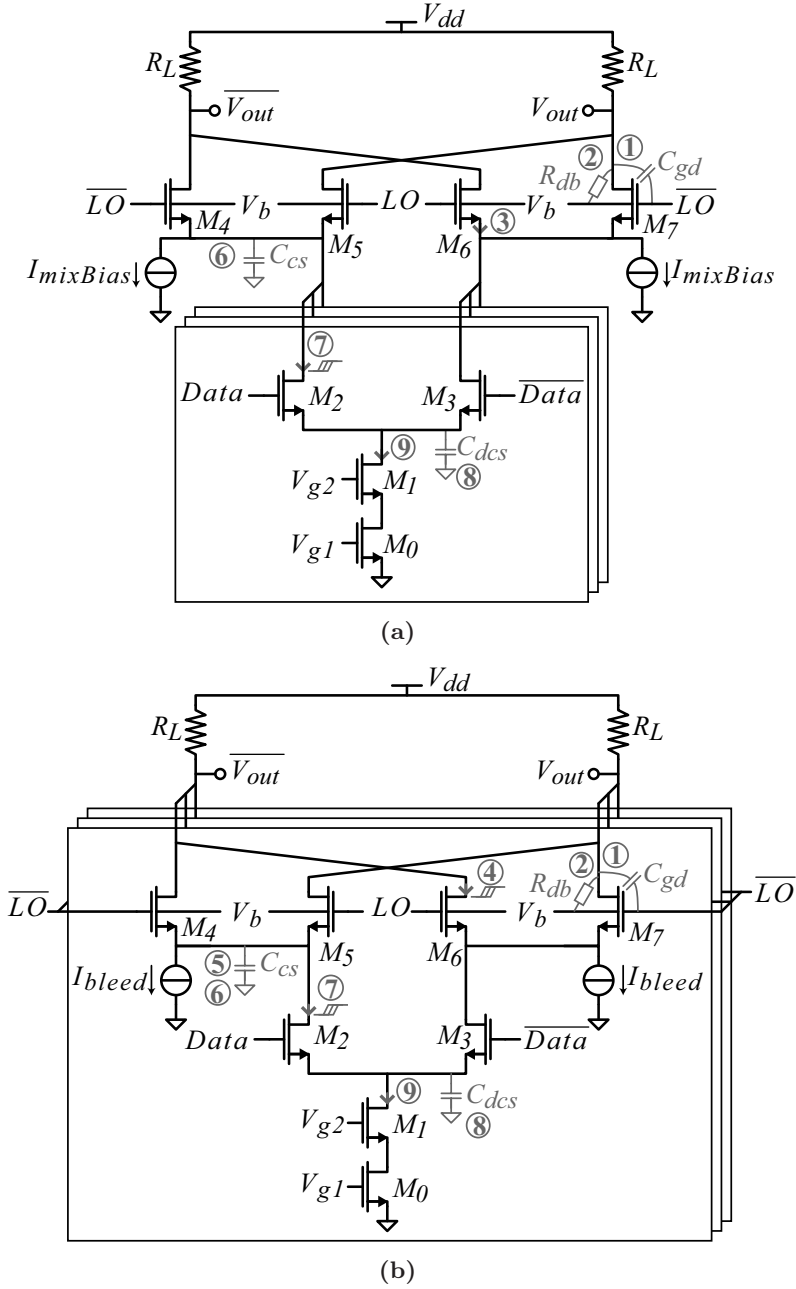 V_dd
R_L R_L
\overline{V_out} V_out
② ① C_gd
R_db
\overline{LO} V_b LO V_b \overline{LO}
M_4 M_5 M_6 M_7
③
⑥ C_cs
I_mixBias I_mixBias
⑦
Data M_2 M_3 \overline{Data}
⑨ C_dcs
⑧
V_g2 M_1
V_g1 M_0
(a)
V_dd
R_L R_L
\overline{V_out} V_out
④ ② ① C_gd
R_db
\overline{LO} V_b LO V_b \overline{LO}
M_4 M_5 M_6 M_7
⑤ C_cs
⑥
I_bleed I_bleed
⑦
Data M_2 M_3 \overline{Data}
⑨ C_dcs
⑧
V_g2 M_1
V_g1 M_0
(b)